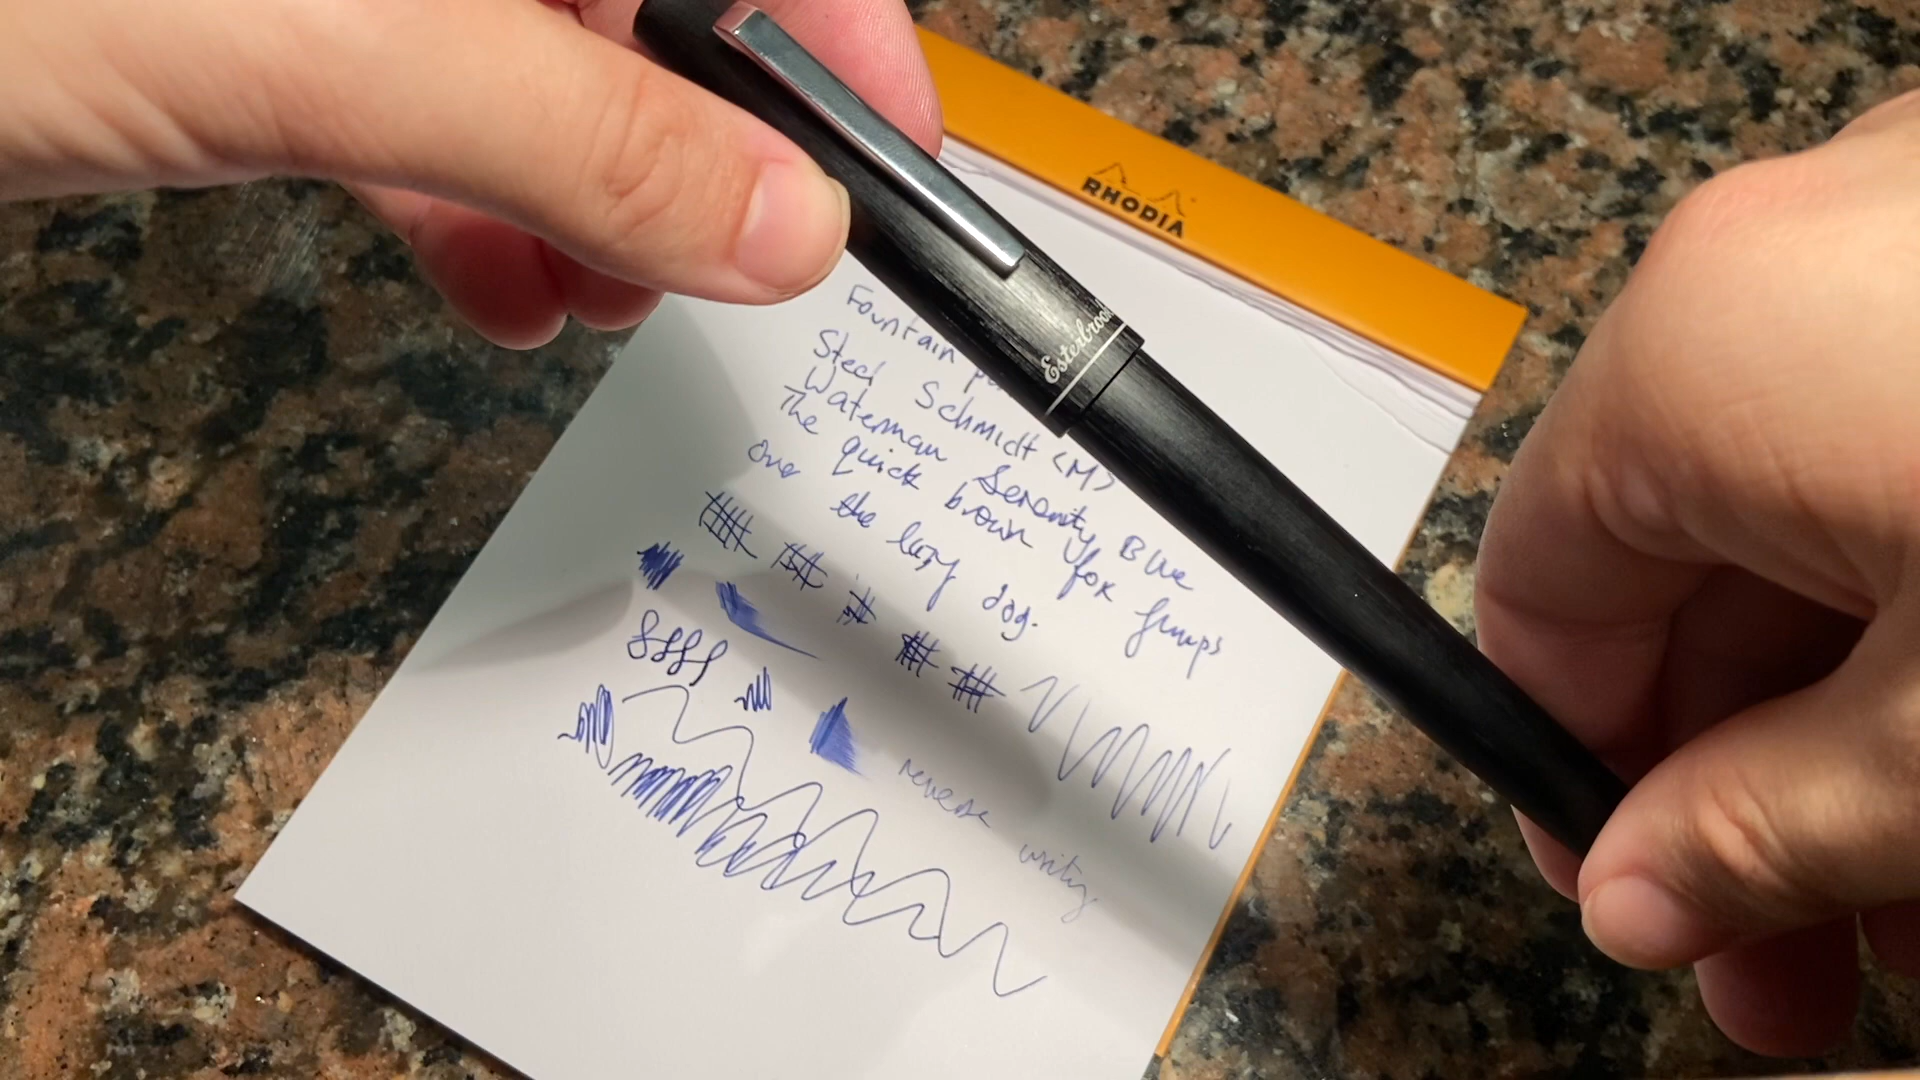 RHODIA
Esterbrook
Fountain
Steel Schmidt (M)
Waterman Serenity Blue
The quick brown fox jumps
over the lazy dog.
reverse writing